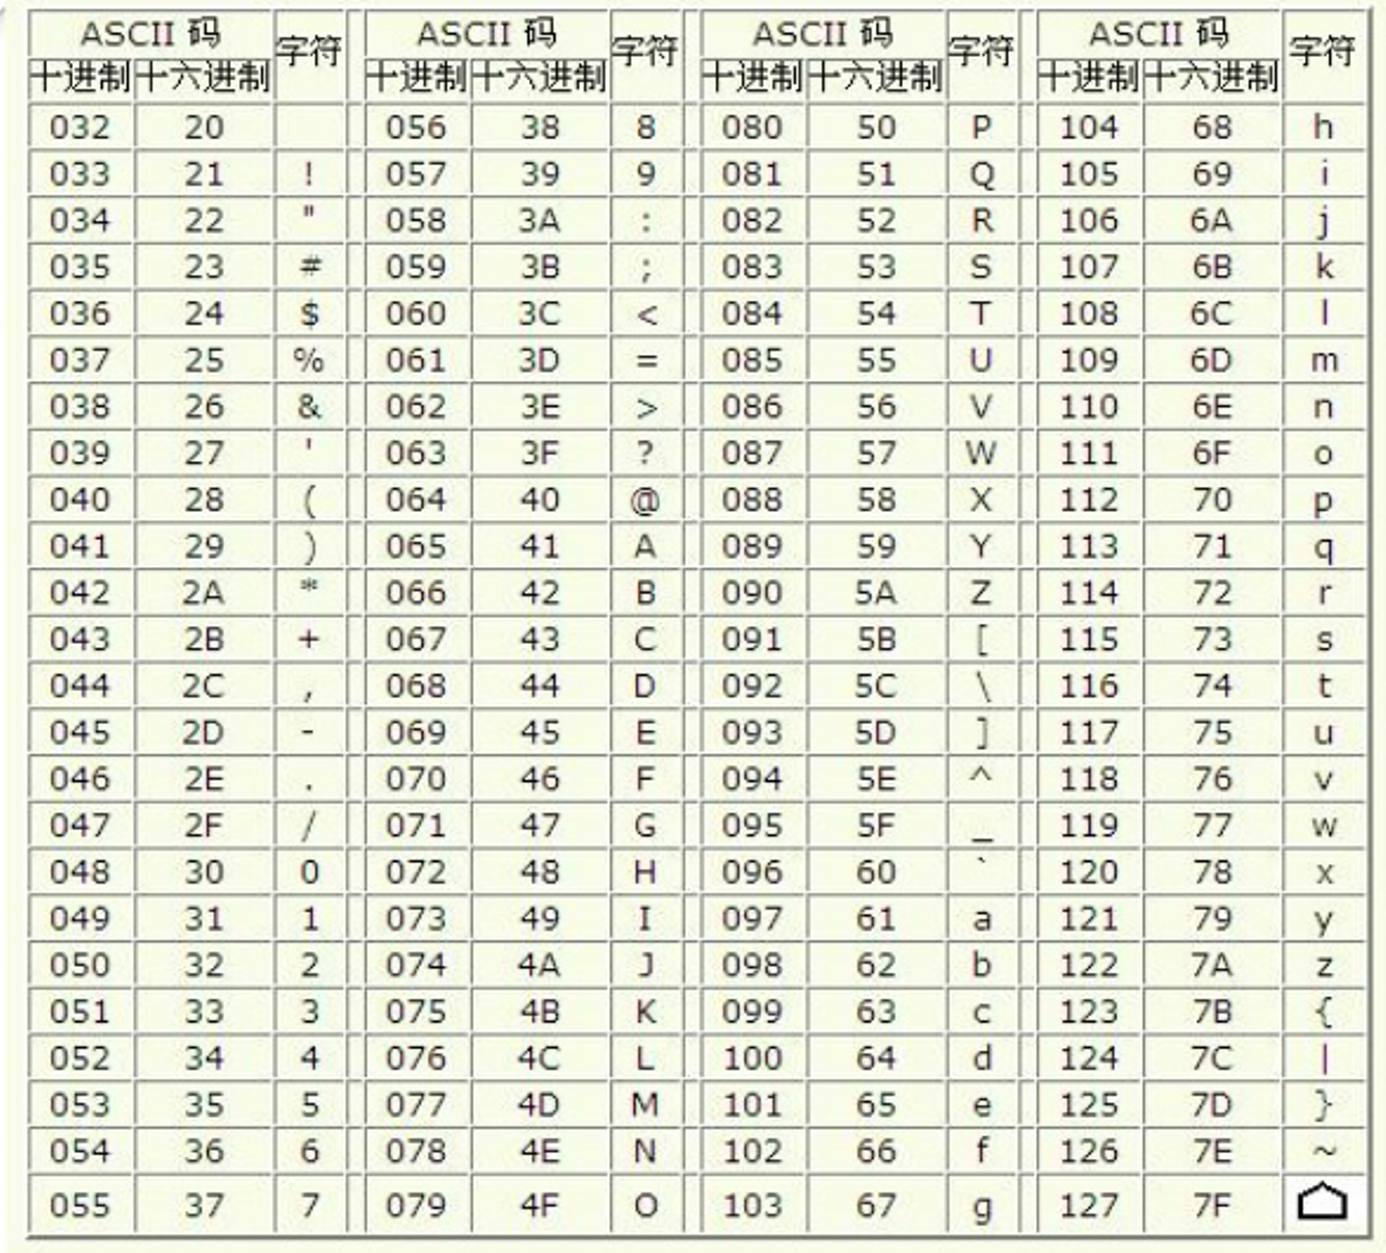 ASCII 码 字符 ASCII 码 字符 ASCII 码 字符 ASCII 码 字符
十进制 十六进制 十进制 十六进制 十进制 十六进制 十进制 十六进制
032 20 056 38 8 080 50 P 104 68 h
033 21 ! 057 39 9 081 51 Q 105 69 i
034 22 " 058 3A : 082 52 R 106 6A j
035 23 # 059 3B ; 083 53 S 107 6B k
036 24 $ 060 3C < 084 54 T 108 6C l
037 25 % 061 3D = 085 55 U 109 6D m
038 26 & 062 3E > 086 56 V 110 6E n
039 27 ' 063 3F ? 087 57 W 111 6F o
040 28 ( 064 40 @ 088 58 X 112 70 p
041 29 ) 065 41 A 089 59 Y 113 71 q
042 2A * 066 42 B 090 5A Z 114 72 r
043 2B + 067 43 C 091 5B [ 115 73 s
044 2C , 068 44 D 092 5C \ 116 74 t
045 2D - 069 45 E 093 5D ] 117 75 u
046 2E . 070 46 F 094 5E ^ 118 76 v
047 2F / 071 47 G 095 5F _ 119 77 w
048 30 0 072 48 H 096 60 ` 120 78 x
049 31 1 073 49 I 097 61 a 121 79 y
050 32 2 074 4A J 098 62 b 122 7A z
051 33 3 075 4B K 099 63 c 123 7B {
052 34 4 076 4C L 100 64 d 124 7C |
053 35 5 077 4D M 101 65 e 125 7D }
054 36 6 078 4E N 102 66 f 126 7E ~
055 37 7 079 4F O 103 67 g 127 7F ⌂